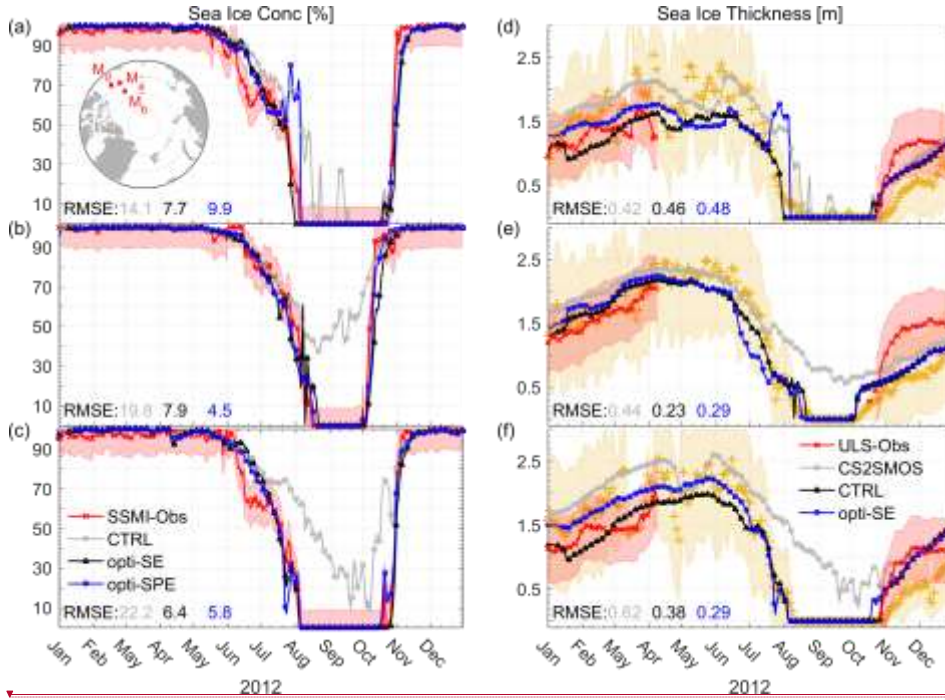 Sea Ice Conc [%]
Sea Ice Thickness [m]
(a)
90
70
50
30
10
RMSE:14.1 7.7 9.9
(d)
2.5
1.5
0.5
RMSE:0.42 0.46 0.48
(b)
90
70
50
30
10
RMSE:19.8 7.9 4.5
(e)
2.5
1.5
0.5
RMSE:0.44 0.23 0.29
(c)
90
70
50
30
10
SSMI-Obs
CTRL
opti-SE
opti-SPE
RMSE:22.2 6.4 5.8
(f)
2.5
1.5
0.5
ULS-Obs
CS2SMOS
CTRL
opti-SE
RMSE:0.62 0.38 0.29
Jan Feb Mar Apr May Jun Jul Aug Sep Oct Nov Dec
Jan Feb Mar Apr May Jun Jul Aug Sep Oct Nov Dec
2012
2012